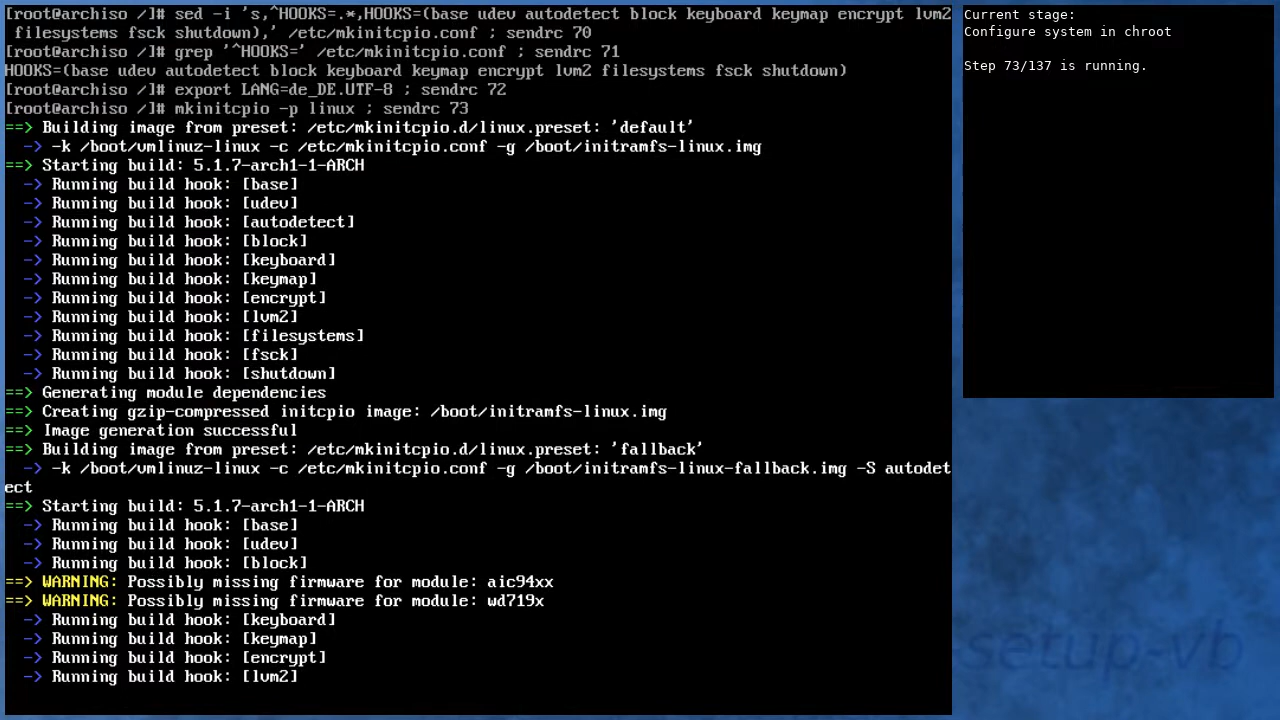 [root@archiso /]# sed -i 's,^HOOKS=.*,HOOKS=(base udev autodetect block keyboard keymap encrypt lvm2
 filesystems fsck shutdown),' /etc/mkinitcpio.conf ; sendrc 70
[root@archiso /]# grep '^HOOKS=' /etc/mkinitcpio.conf ; sendrc 71
HOOKS=(base udev autodetect block keyboard keymap encrypt lvm2 filesystems fsck shutdown)
[root@archiso /]# export LANG=de_DE.UTF-8 ; sendrc 72
[root@archiso /]# mkinitcpio -p linux ; sendrc 73
==> Building image from preset: /etc/mkinitcpio.d/linux.preset: 'default'
  -> -k /boot/vmlinuz-linux -c /etc/mkinitcpio.conf -g /boot/initramfs-linux.img
==> Starting build: 5.1.7-arch1-1-ARCH
  -> Running build hook: [base]
  -> Running build hook: [udev]
  -> Running build hook: [autodetect]
  -> Running build hook: [block]
  -> Running build hook: [keyboard]
  -> Running build hook: [keymap]
  -> Running build hook: [encrypt]
  -> Running build hook: [lvm2]
  -> Running build hook: [filesystems]
  -> Running build hook: [fsck]
  -> Running build hook: [shutdown]
==> Generating module dependencies
==> Creating gzip-compressed initcpio image: /boot/initramfs-linux.img
==> Image generation successful
==> Building image from preset: /etc/mkinitcpio.d/linux.preset: 'fallback'
  -> -k /boot/vmlinuz-linux -c /etc/mkinitcpio.conf -g /boot/initramfs-linux-fallback.img -S autodet
ect
==> Starting build: 5.1.7-arch1-1-ARCH
  -> Running build hook: [base]
  -> Running build hook: [udev]
  -> Running build hook: [block]
==> WARNING: Possibly missing firmware for module: aic94xx
==> WARNING: Possibly missing firmware for module: wd719x
  -> Running build hook: [keyboard]
  -> Running build hook: [keymap]
  -> Running build hook: [encrypt]
  -> Running build hook: [lvm2]
Current stage:
Configure system in chroot
Step 73/137 is running.
-setup-vb